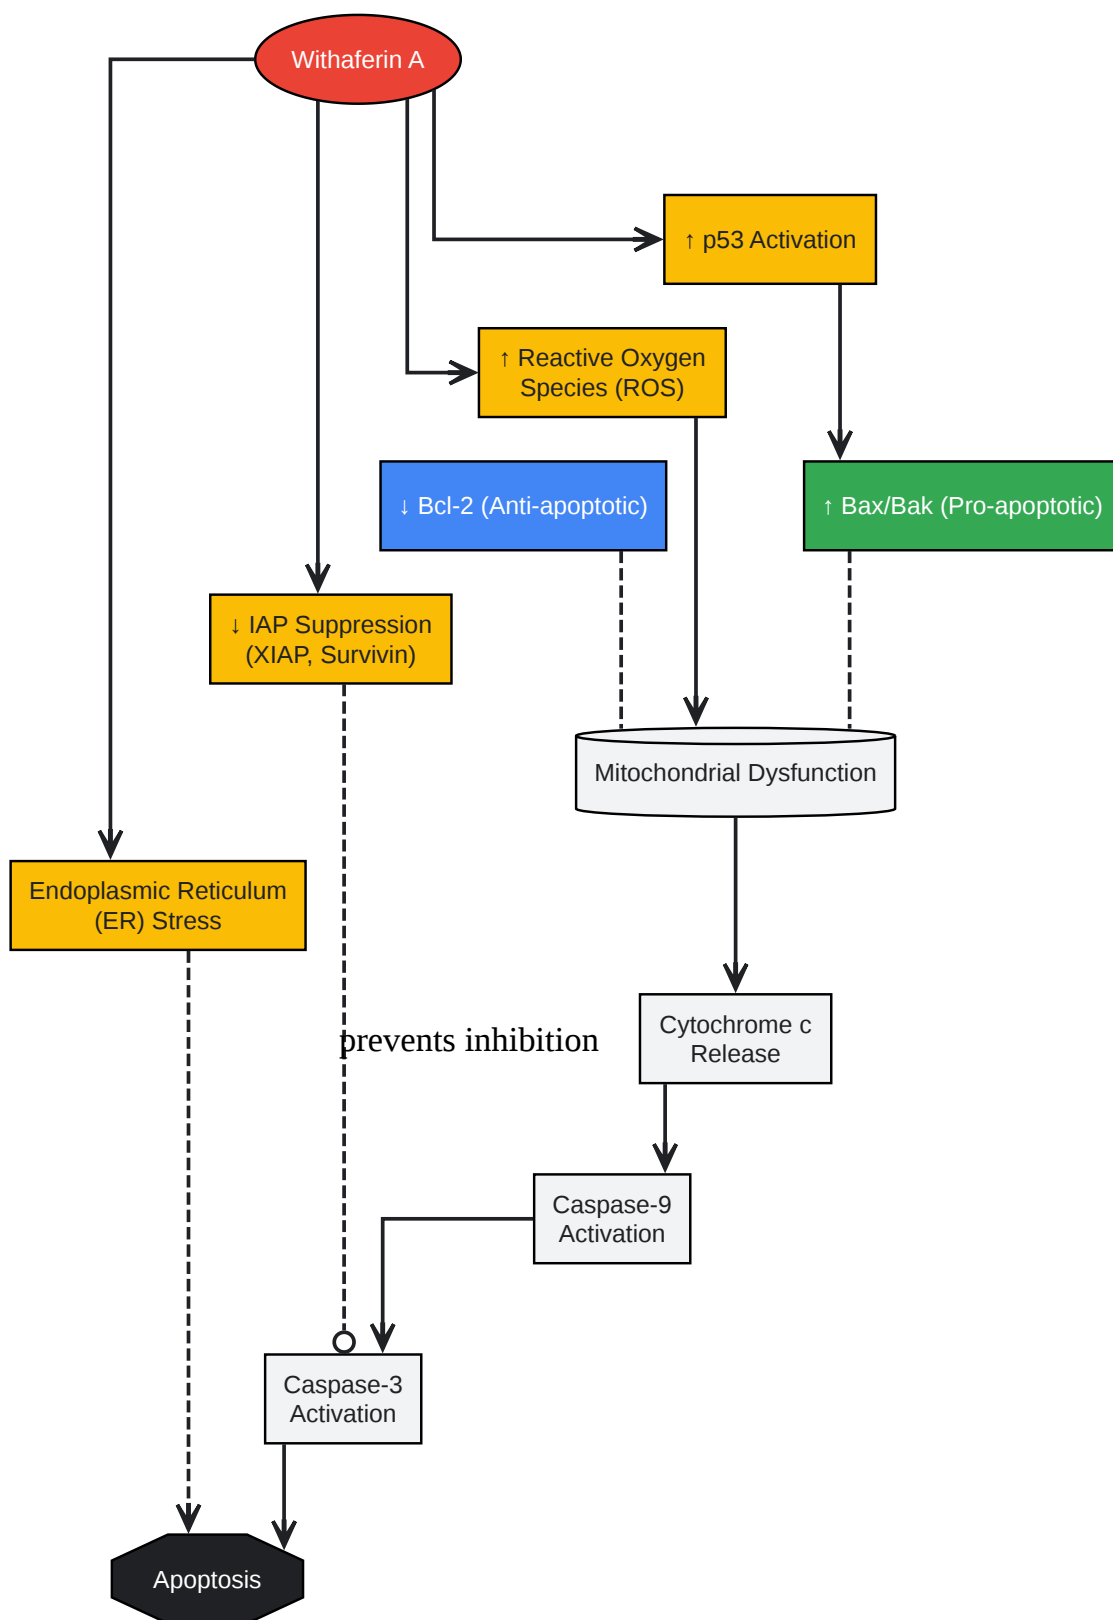 Withaferin A
↑ p53 Activation
↑ Reactive Oxygen
Species (ROS)
↓ Bcl-2 (Anti-apoptotic)
↑ Bax/Bak (Pro-apoptotic)
↓ IAP Suppression
(XIAP, Survivin)
Mitochondrial Dysfunction
Endoplasmic Reticulum
(ER) Stress
Cytochrome c
Release
prevents inhibition
Caspase-9
Activation
Caspase-3
Activation
Apoptosis